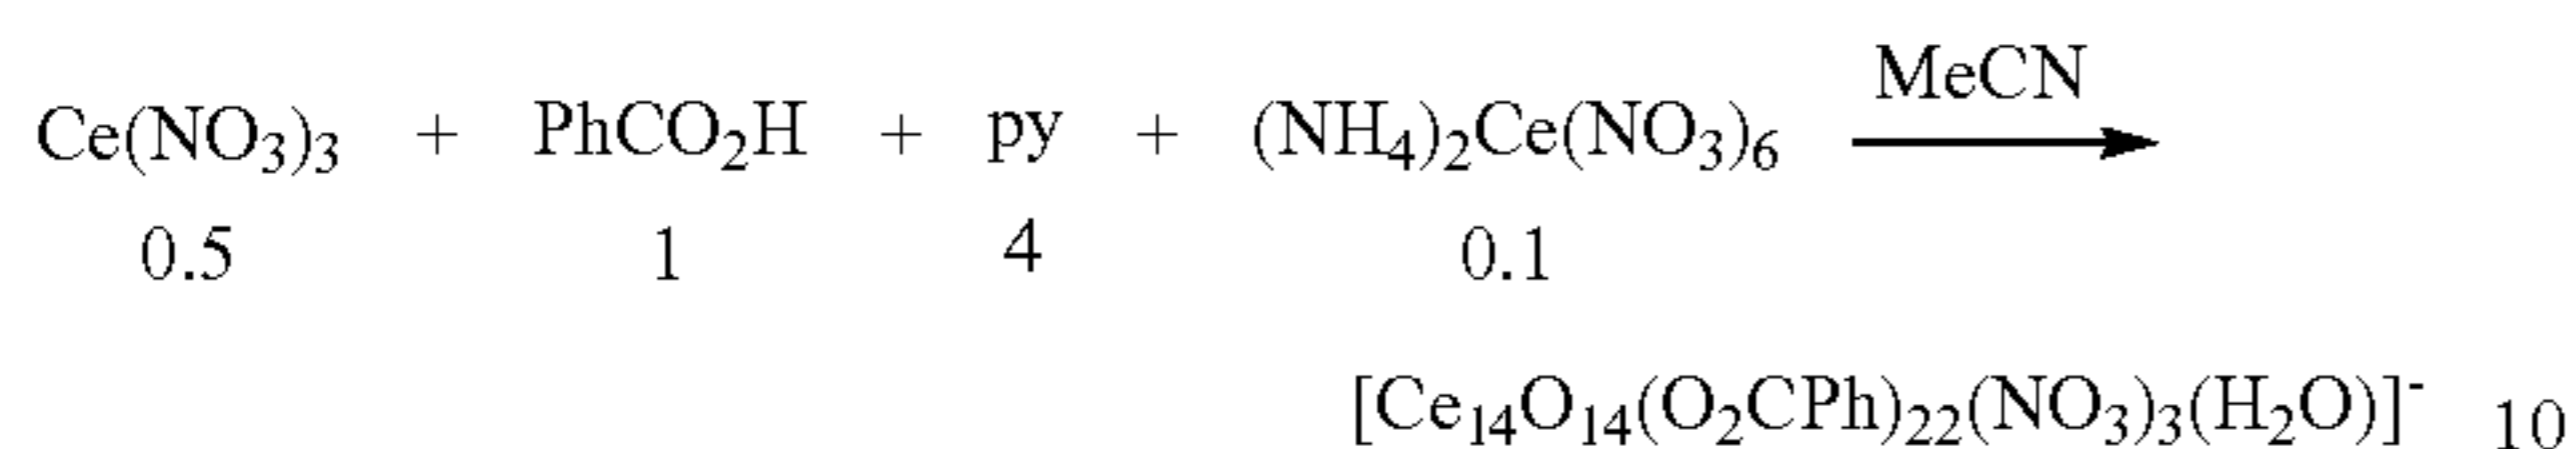 MeCN
Ce(NO₃)₃ + PhCO₂H + py + (NH₄)₂Ce(NO₃)₆
0.5 1 4 0.1
[Ce₁₄O₁₄(O₂CPh)₂₂(NO₃)₃(H₂O)]⁻ 10